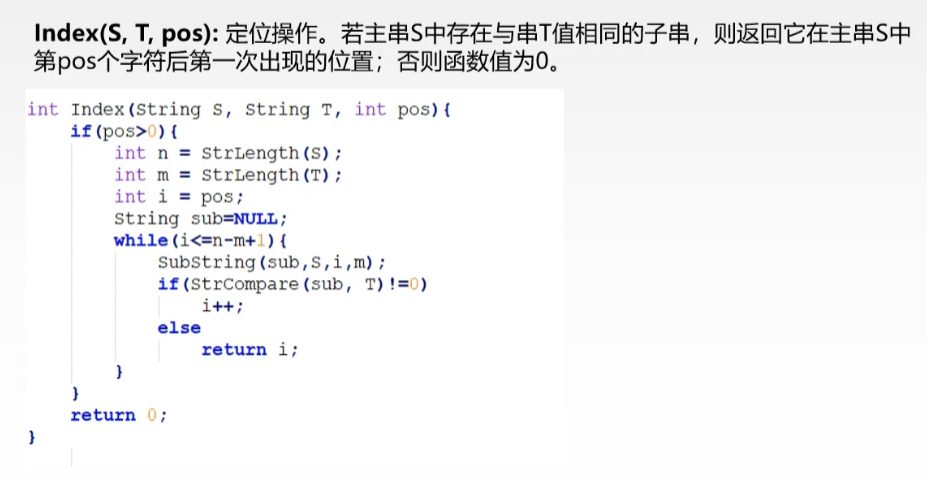 Index(S, T, pos): 定位操作。若主串S中存在与串T值相同的子串，则返回它在主串S中
第pos个字符后第一次出现的位置；否则函数值为0。
int Index(String S, String T, int pos){
    if(pos>0){
        int n = StrLength(S);
        int m = StrLength(T);
        int i = pos;
        String sub=NULL;
        while(i<=n-m+1){
            SubString(sub,S,i,m);
            if(StrCompare(sub, T)!=0)
                i++;
            else
                return i;
        }
    }
    return 0;
}